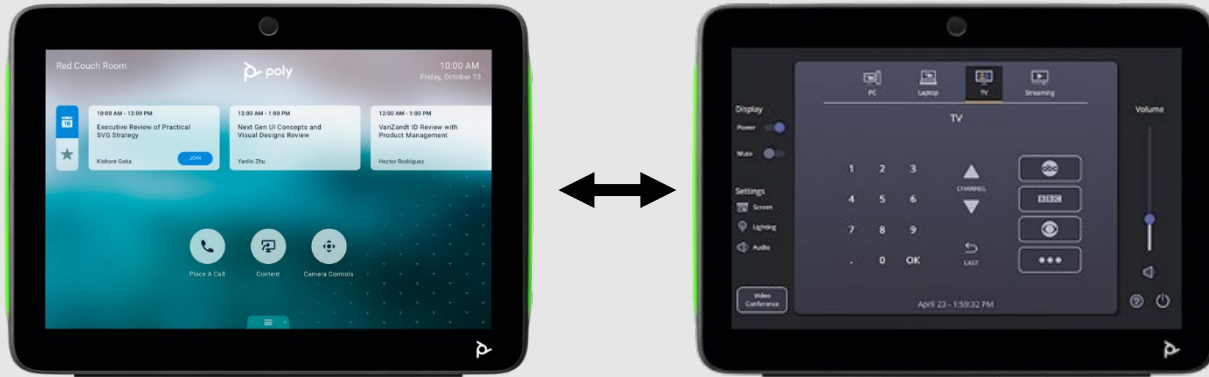 Red Couch Room
poly
10:00 AM
Friday, October 13
10
10:00 AM - 12:00 PM
Executive Review of Practical
SVG Strategy
Kishore Goka
JOIN
12:00 AM - 1:00 PM
Next Gen UI Concepts and
Visual Designs Review
Yanlin Zhu
12:00 AM - 1:00 PM
VanZandt ID Review with
Product Management
Hector Rodriguez
Place A Call
Content
Camera Controls
PC
Laptop
TV
Streaming
Display
Power
Mute
Settings
Screen
Lighting
Audio
Video
Conference
TV
1 2 3
4 5 6
7 8 9
. 0 OK
CHANNEL
LAST
abc
BBC
April 23 - 1:59:32 PM
Volume
?